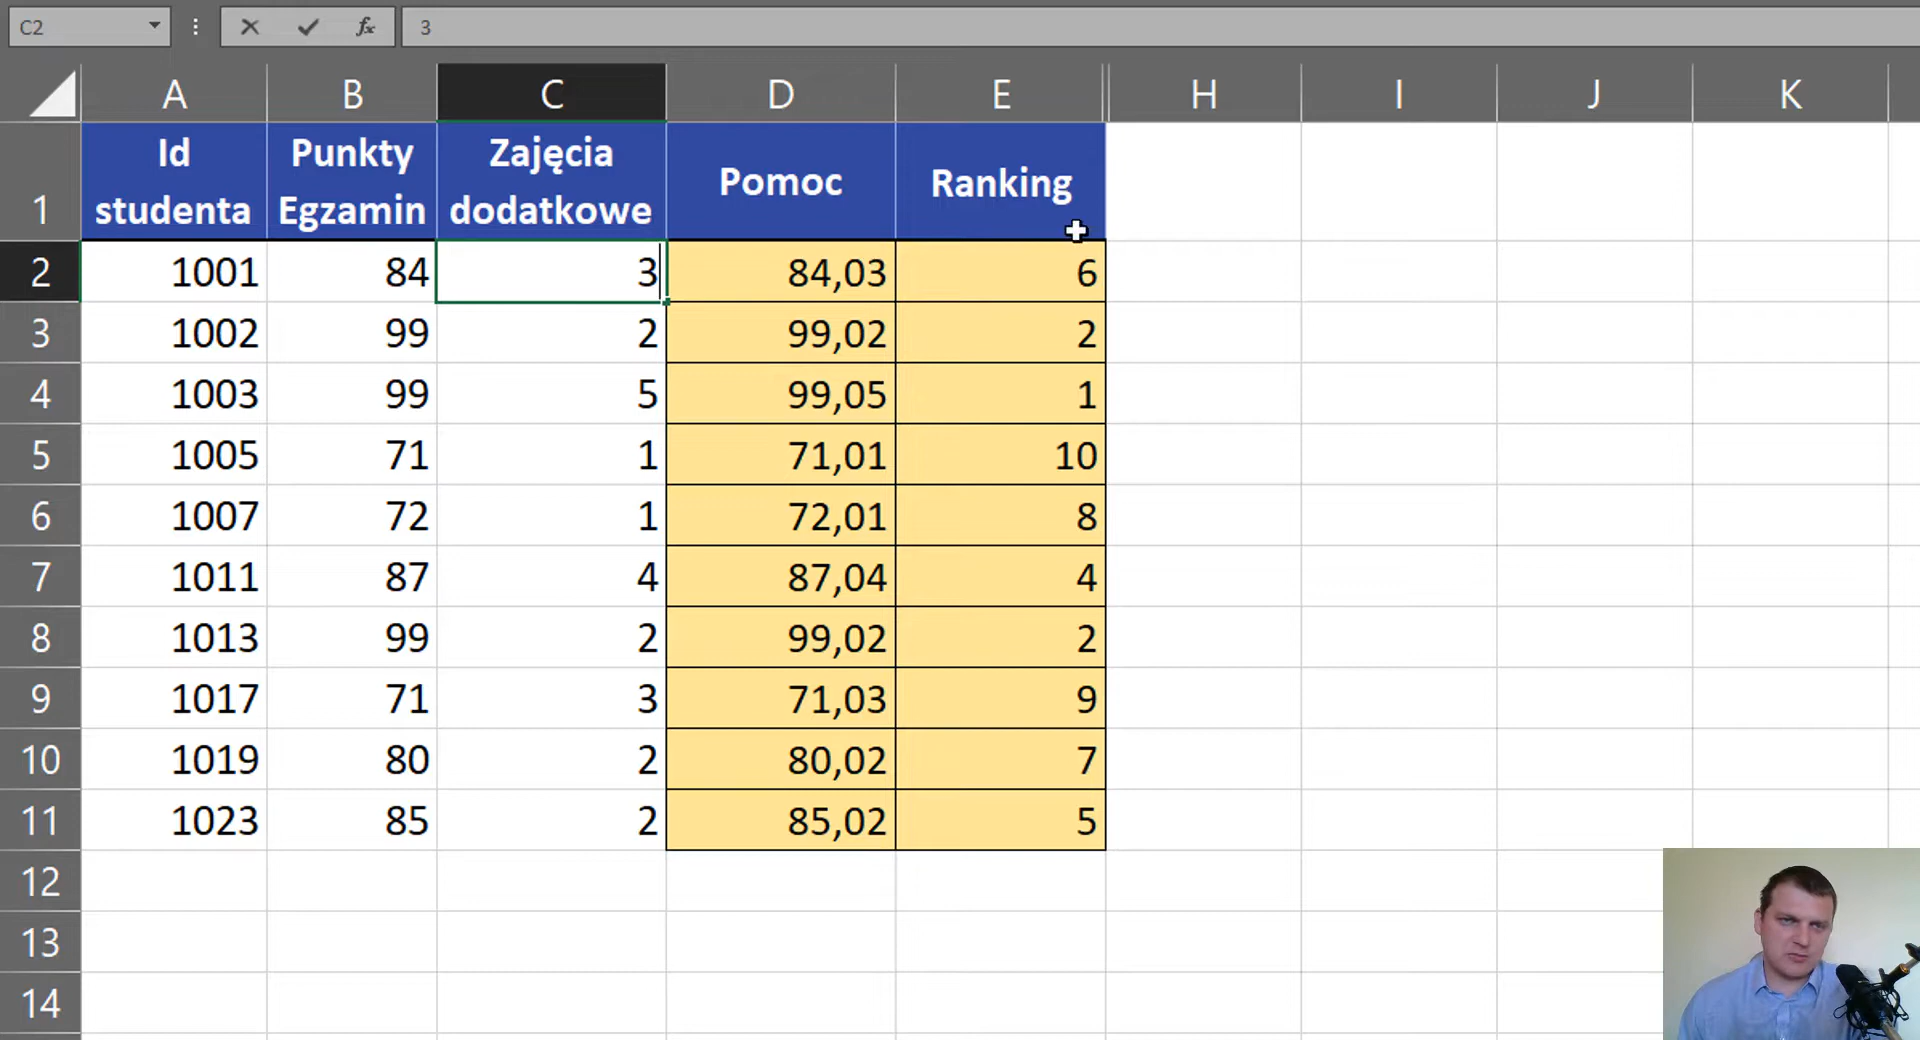 C2 fx 3
A B C D E H I J K
Id studenta Punkty Egzamin Zajęcia dodatkowe Pomoc Ranking
1
2 1001 84 3 84,03 6
3 1002 99 2 99,02 2
4 1003 99 5 99,05 1
5 1005 71 1 71,01 10
6 1007 72 1 72,01 8
7 1011 87 4 87,04 4
8 1013 99 2 99,02 2
9 1017 71 3 71,03 9
10 1019 80 2 80,02 7
11 1023 85 2 85,02 5
12
13
14